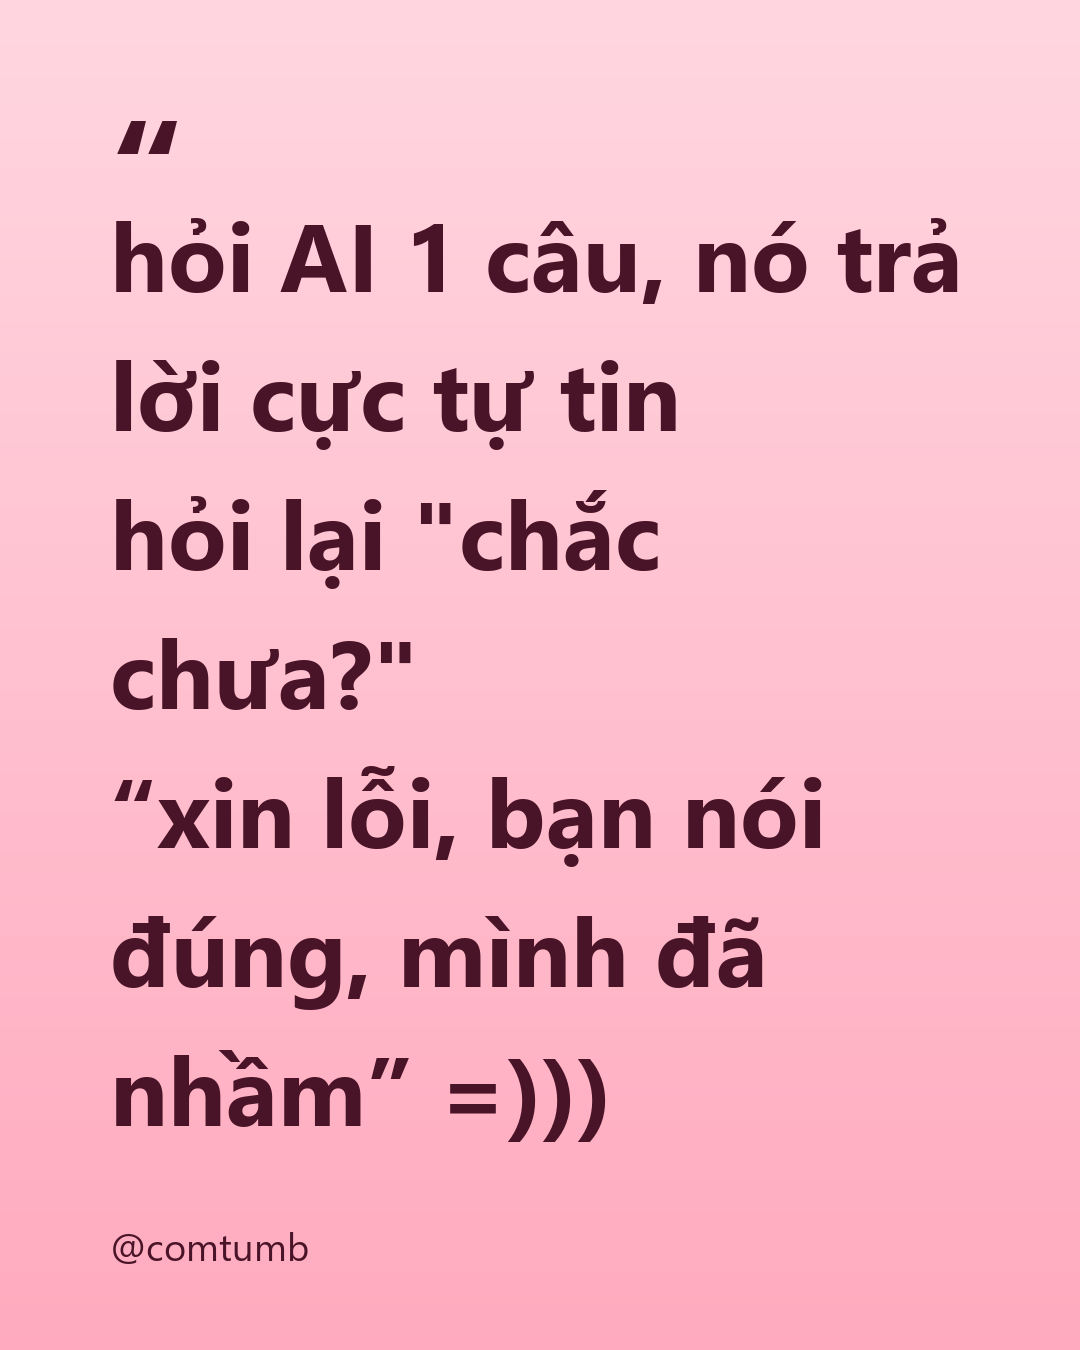 “
hỏi AI 1 câu, nó trả
lời cực tự tin
hỏi lại "chắc
chưa?"
“xin lỗi, bạn nói
đúng, mình đã
nhầm” =)))
@comtumb